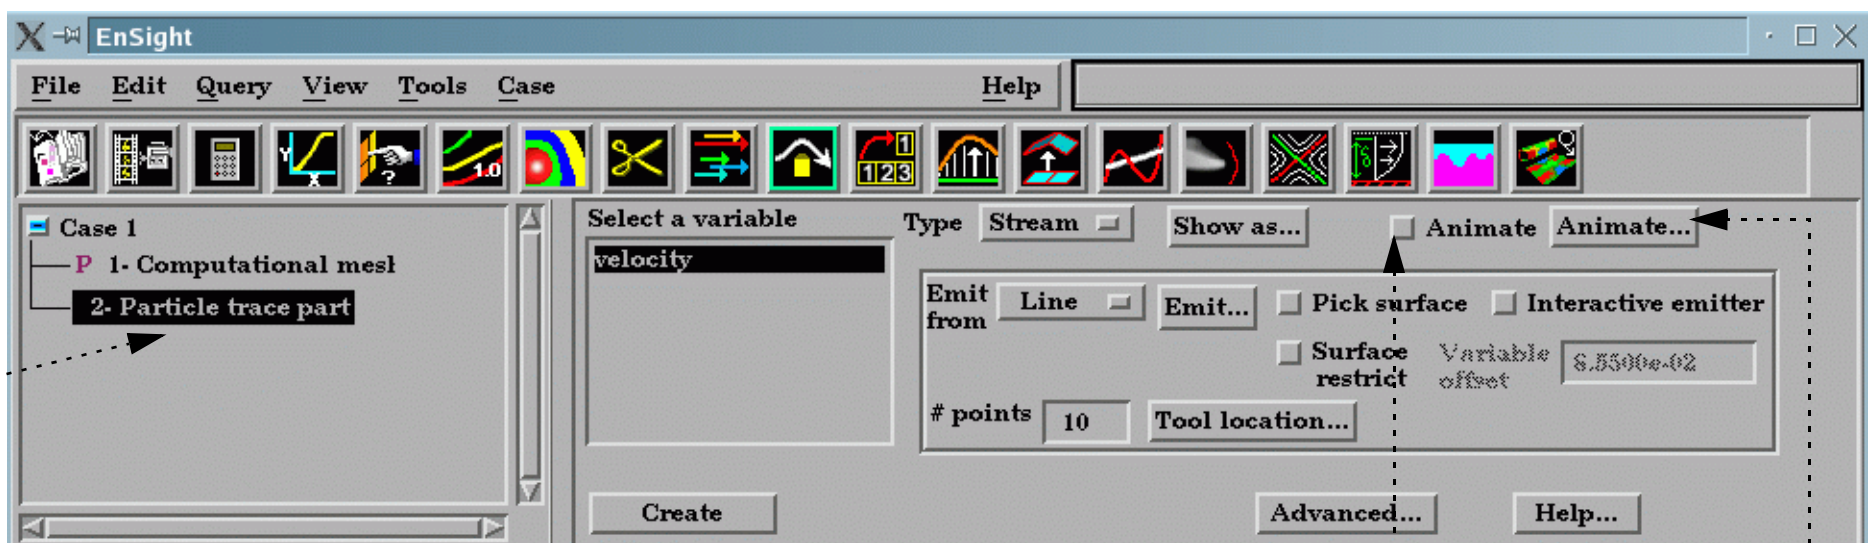 EnSight
File Edit Query View Tools Case Help
Y X ? 1.0 1 1 2 3 δ
Case 1
P 1- Computational mesl
2- Particle trace part
Select a variable
velocity
Type Stream Show as... Animate Animate...
Emit from Line Emit... Pick surface Interactive emitter
Surface restrict Variable offset 8.5500e-02
# points 10 Tool location...
Create Advanced... Help...